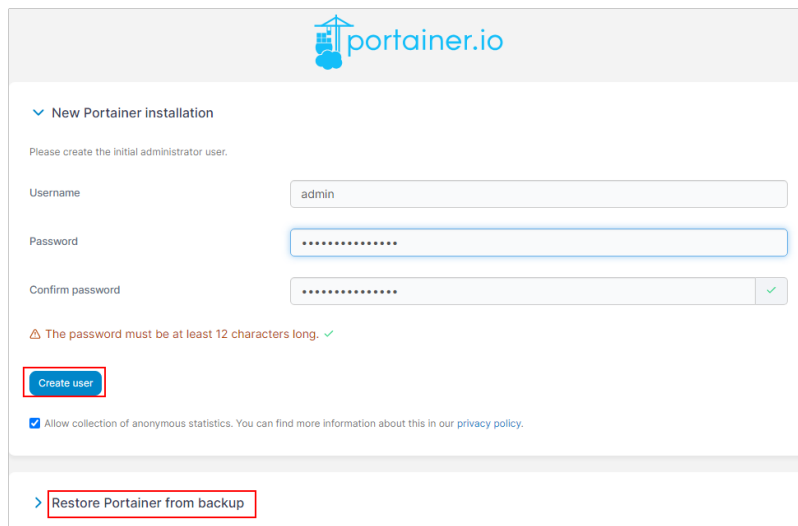 portainer.io
New Portainer installation
Please create the initial administrator user.
Username
admin
Password
•••••••••••••••
Confirm password
•••••••••••••••
The password must be at least 12 characters long.
Create user
Allow collection of anonymous statistics. You can find more information about this in our privacy policy.
Restore Portainer from backup